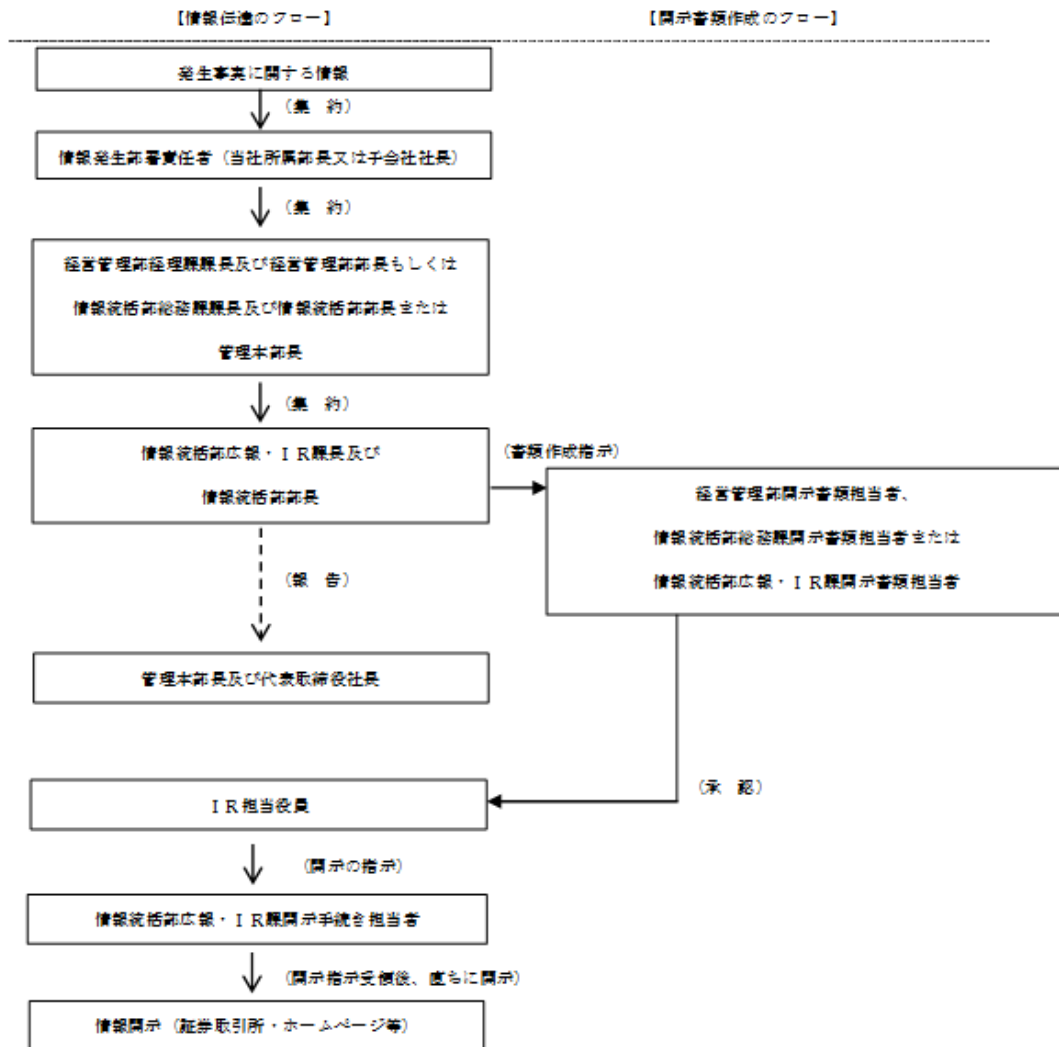 【情報伝達のフロー】
【開示書類作成のフロー】
発生事実に関する情報
（集　約）
情報発生部署責任者（当社所属部長又は子会社社長）
（集　約）
経営管理部経理課課長及び経営管理部部長もしくは
情報統括部総務課課長及び情報統括部部長または
管理本部長
（集　約）
情報統括部広報・ＩＲ課長及び
情報統括部部長
（書類作成指示）
経営管理部開示書類担当者、
情報統括部総務課開示書類担当者または
情報統括部広報・ＩＲ課開示書類担当者
（報　告）
管理本部長及び代表取締役社長
（承　認）
ＩＲ担当役員
（開示の指示）
情報統括部広報・ＩＲ課開示手続き担当者
（開示指示受領後、直ちに開示）
情報開示（証券取引所・ホームページ等）